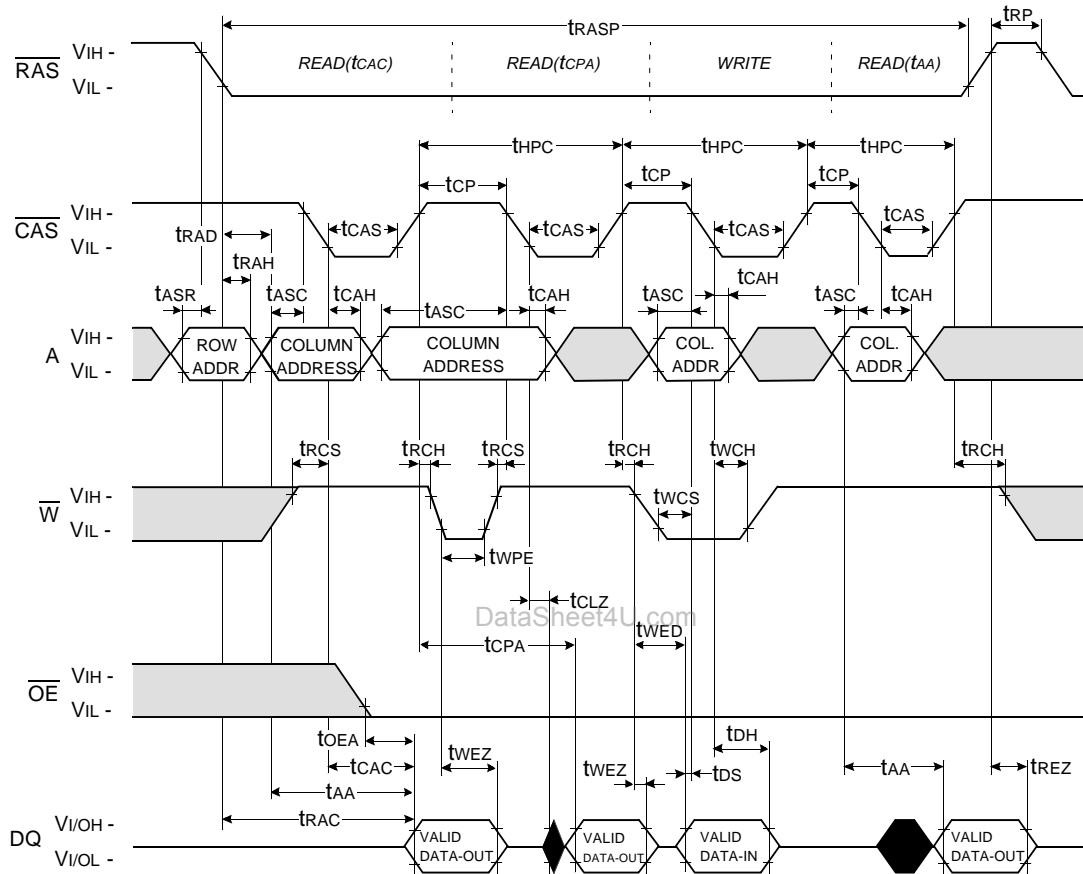 tRASP
tRP
RAS
VIH -
VIL -
READ(tCAC)
READ(tCPA)
WRITE
READ(tAA)
tHPC
tHPC
tHPC
tCP
tCP
tCP
CAS
VIH -
VIL -
tCAS
tCAS
tCAS
tCAS
tRAD
tRAH
tASR
tASC
tCAH
tASC
tCAH
tASC
tCAH
tASC
tCAH
A
VIH -
VIL -
ROW
ADDR
COLUMN
ADDRESS
COLUMN
ADDRESS
COL.
ADDR
COL.
ADDR
tRCS
tRCH
tRCS
tRCH
tWCH
tRCH
W
VIH -
VIL -
tWCS
tWPE
tCLZ
DataSheet4U.com
tCPA
tWED
OE
VIH -
VIL -
tOEA
tCAC
tAA
tRAC
tWEZ
tWEZ
tDH
tDS
tAA
tREZ
DQ
VI/OH -
VI/OL -
VALID
DATA-OUT
VALID
DATA-OUT
VALID
DATA-IN
VALID
DATA-OUT